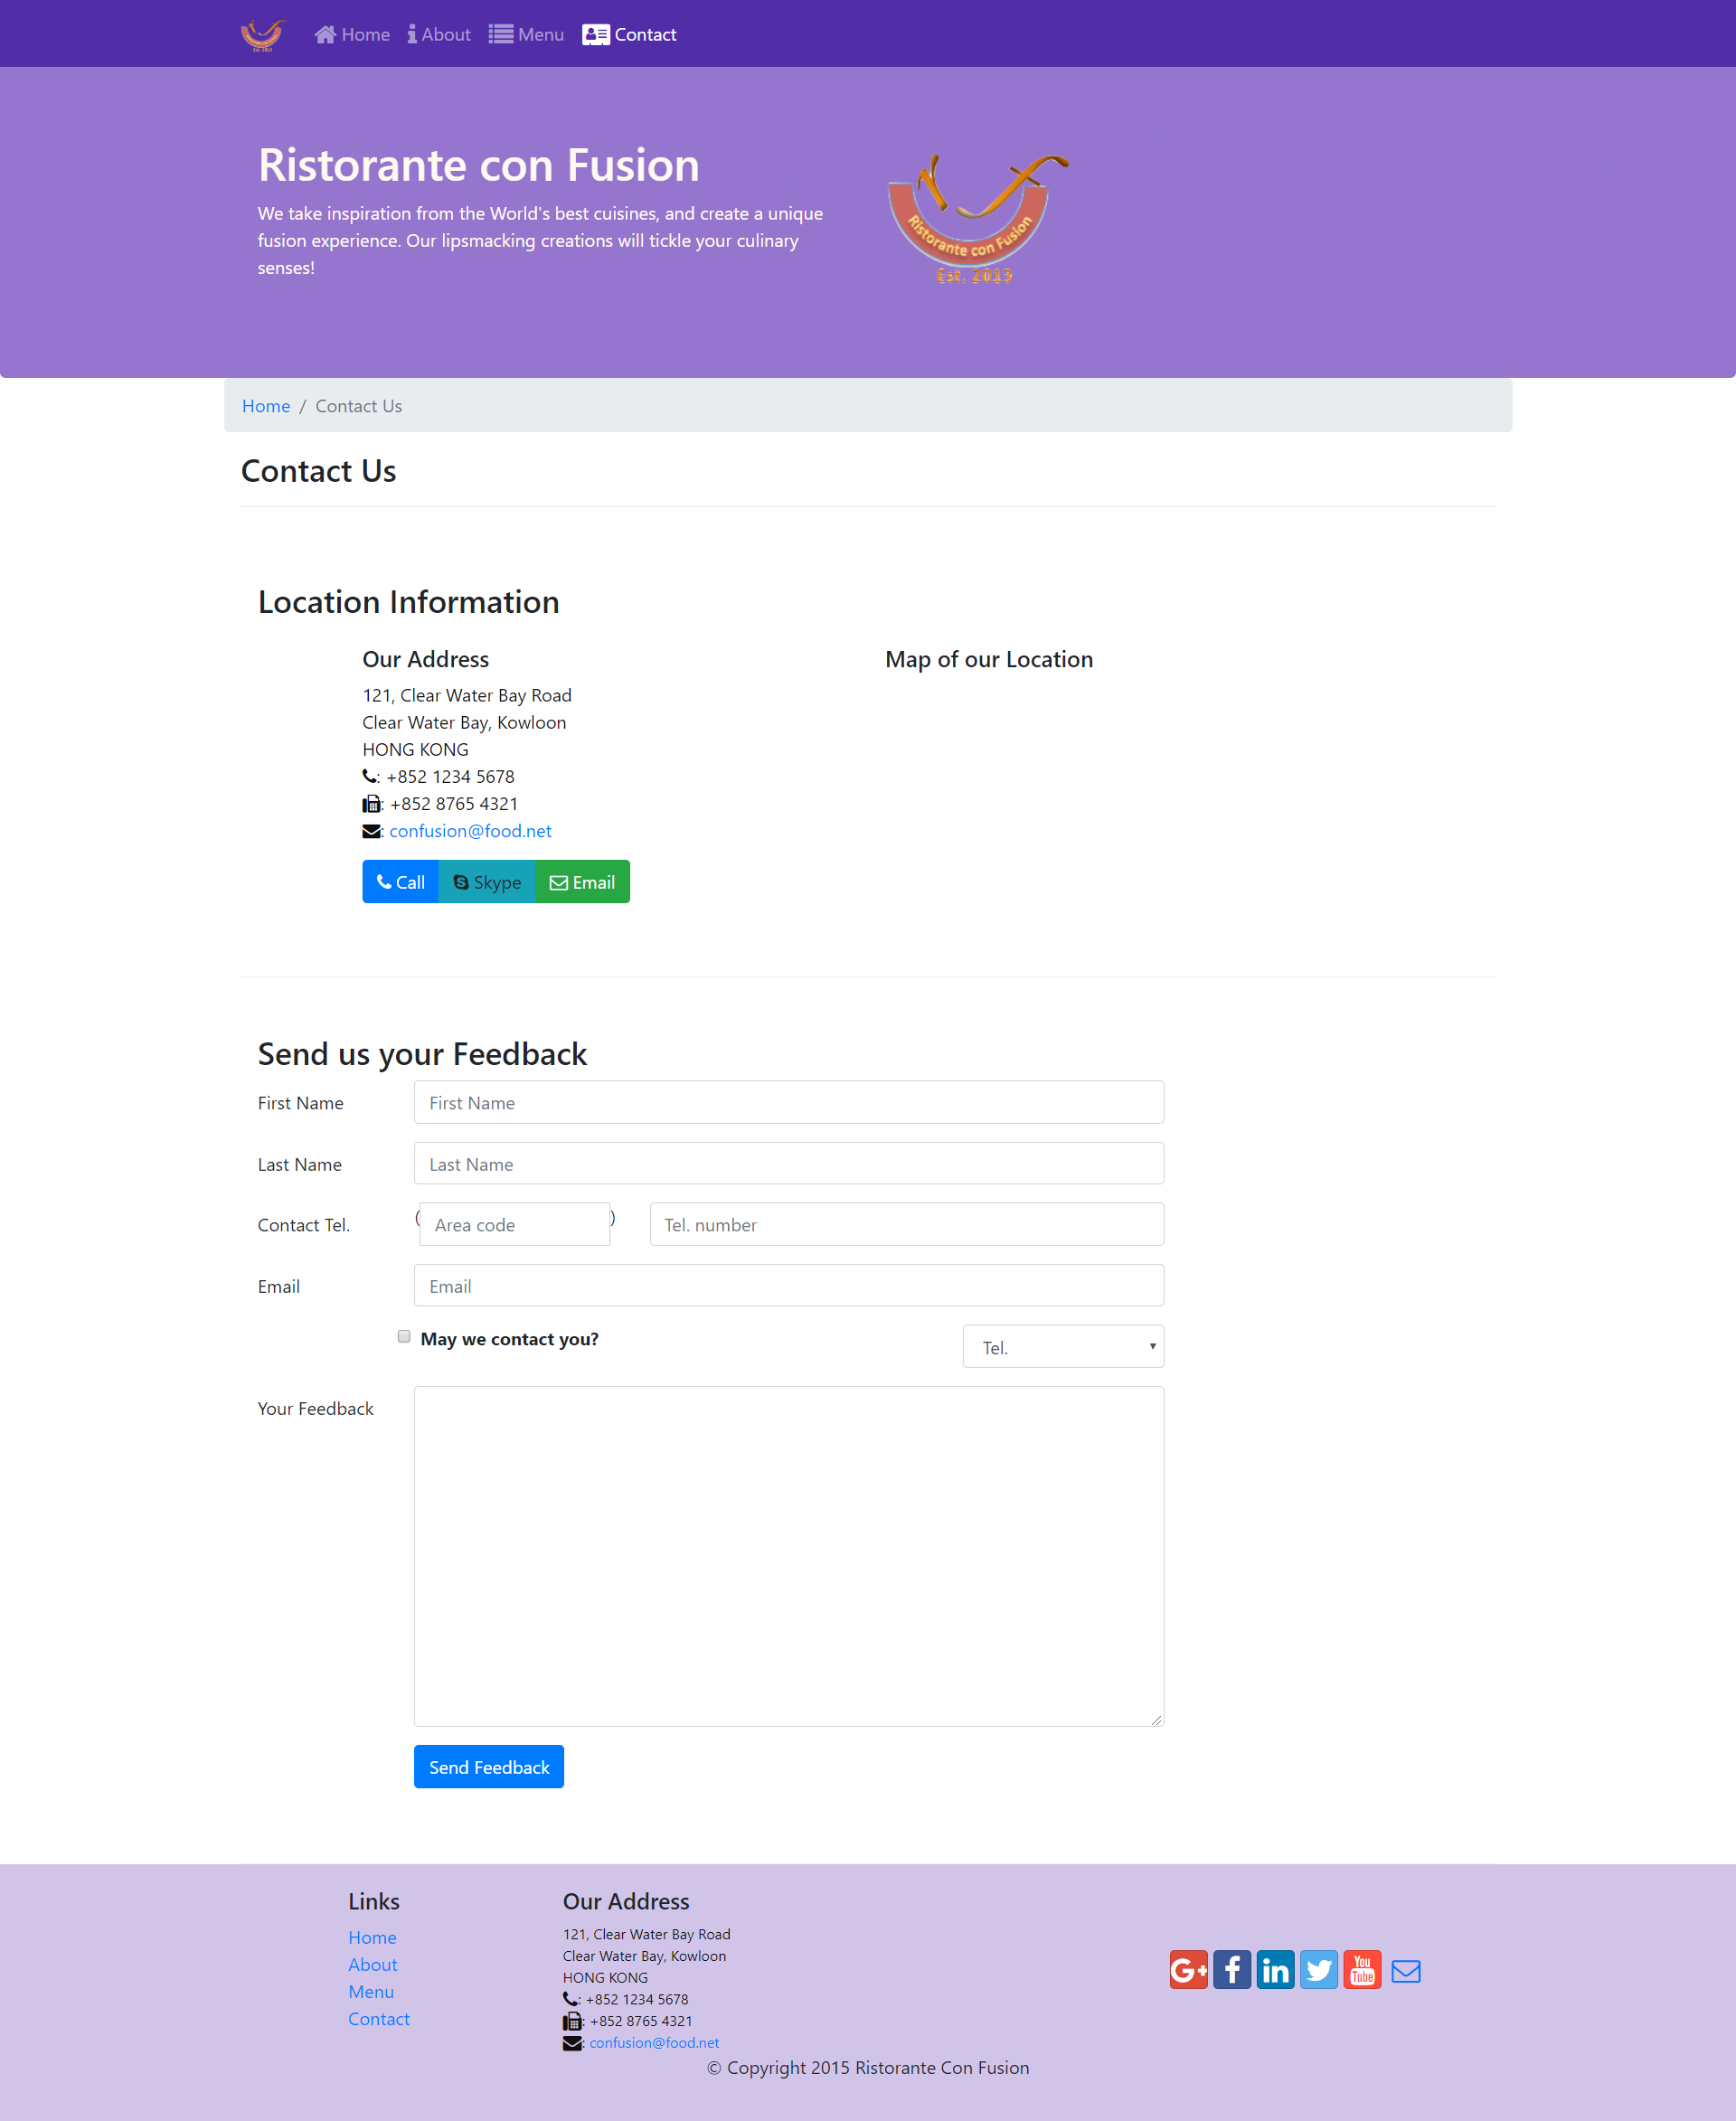 Home About Menu Contact
Ristorante con Fusion
We take inspiration from the World's best cuisines, and create a unique
fusion experience. Our lipsmacking creations will tickle your culinary
senses!
Ristorante con Fusion
Est. 2013
Home / Contact Us
Contact Us
Location Information
Our Address
121, Clear Water Bay Road
Clear Water Bay, Kowloon
HONG KONG
: +852 1234 5678
: +852 8765 4321
: confusion@food.net
Call Skype Email
Map of our Location
Send us your Feedback
First Name First Name
Last Name Last Name
Contact Tel. ( Area code ) Tel. number
Email Email
May we contact you? Tel.
Your Feedback
Send Feedback
Links
Home
About
Menu
Contact
Our Address
121, Clear Water Bay Road
Clear Water Bay, Kowloon
HONG KONG
: +852 1234 5678
: +852 8765 4321
: confusion@food.net
G+ f in You Tube
© Copyright 2015 Ristorante Con Fusion